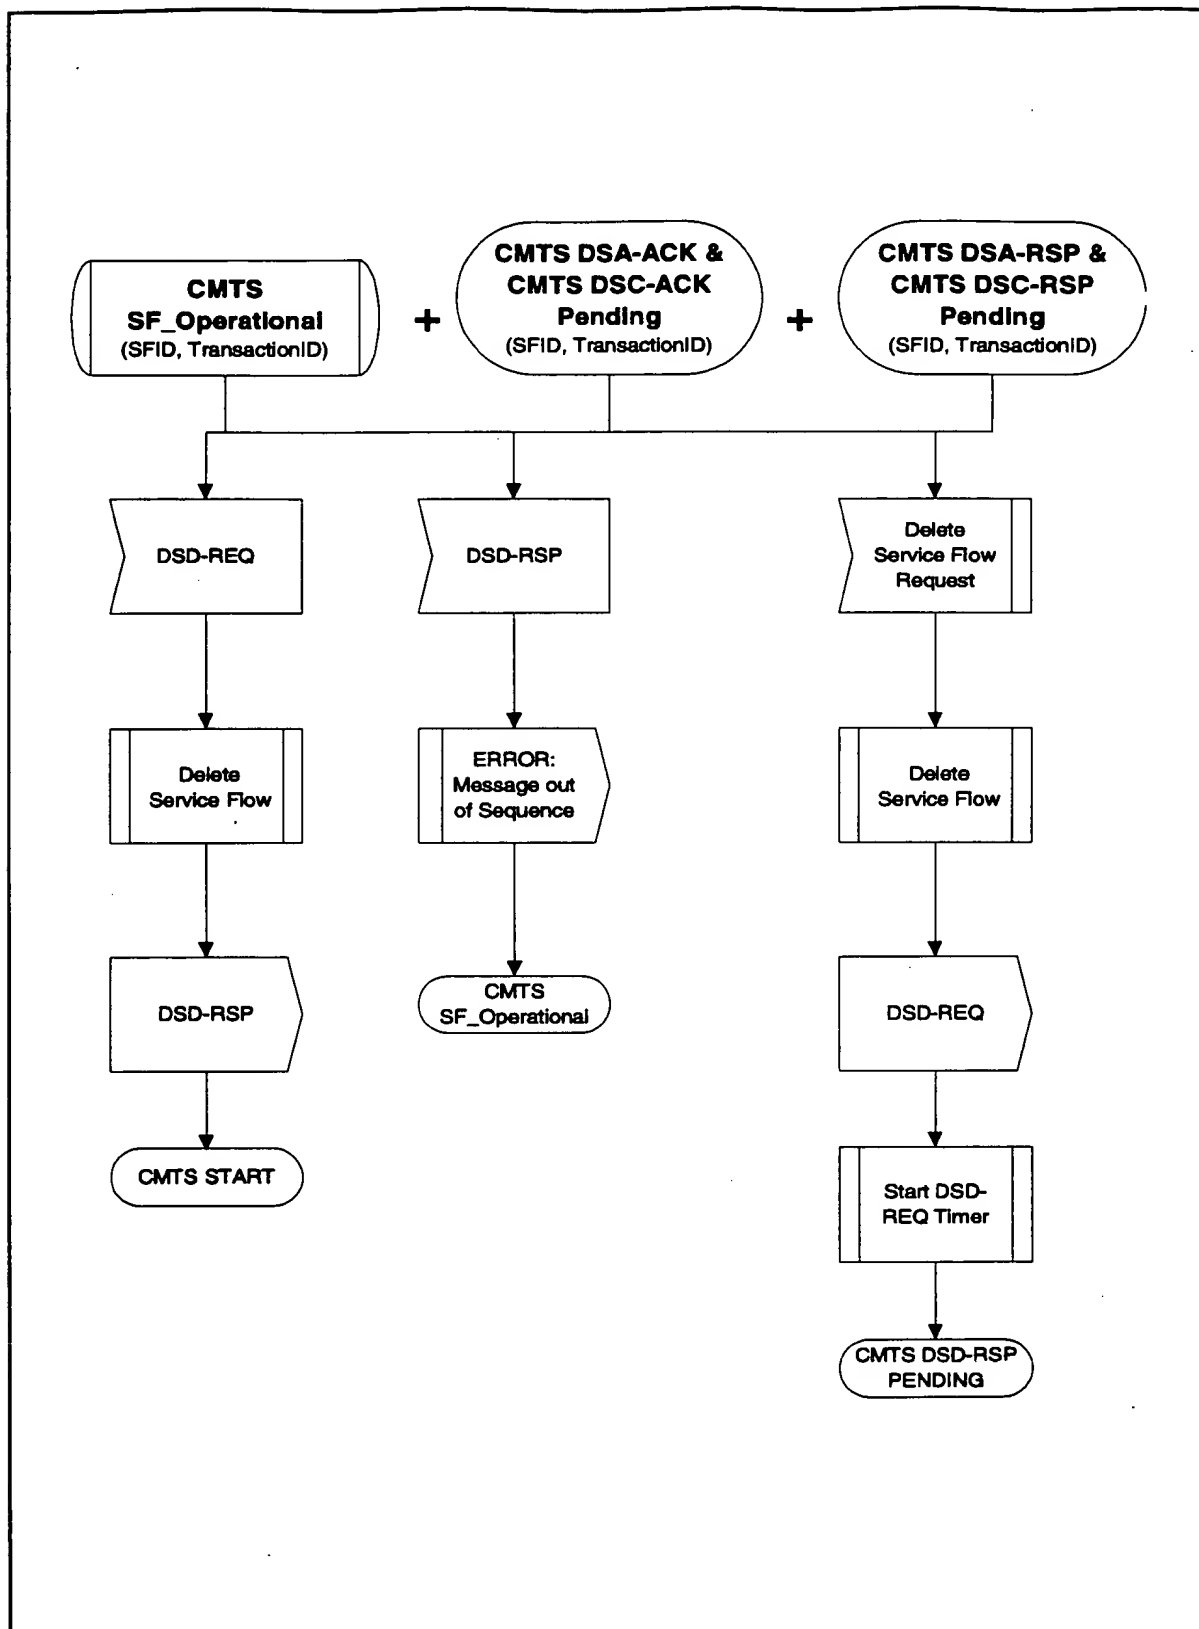 CMTS
SF_Operational
(SFID, TransactionID)
+
CMTS DSA-ACK &
CMTS DSC-ACK
Pending
(SFID, TransactionID)
+
CMTS DSA-RSP &
CMTS DSC-RSP
Pending
(SFID, TransactionID)
DSD-REQ
DSD-RSP
Delete
Service Flow
Request
Delete
Service Flow
ERROR:
Message out
of Sequence
Delete
Service Flow
DSD-RSP
CMTS
SF_Operational
DSD-REQ
CMTS START
Start DSD-
REQ Timer
CMTS DSD-RSP
PENDING